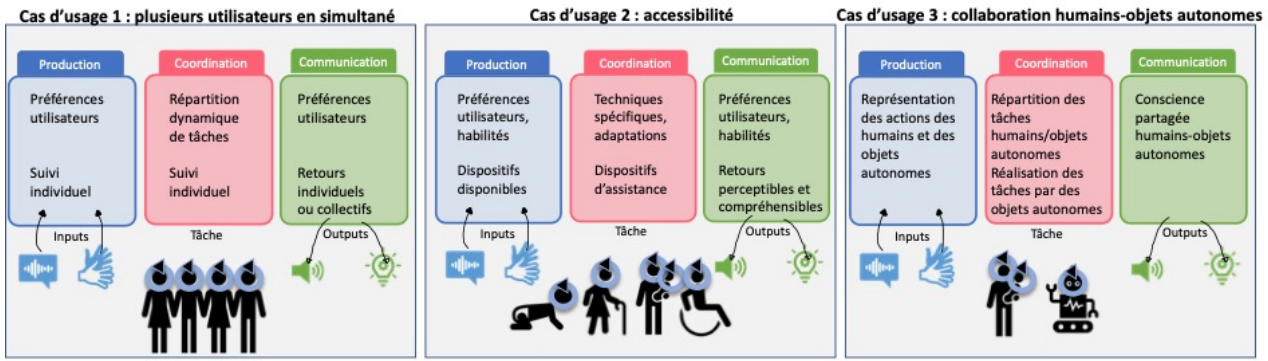 Cas d'usage 1 : plusieurs utilisateurs en simultané
Production
Préférences
utilisateurs
Suivi
individuel
Inputs
Coordination
Répartition
dynamique
de tâches
Suivi
individuel
Tâche
Communication
Préférences
utilisateurs
Retours
individuels
ou collectifs
Outputs
Cas d'usage 2 : accessibilité
Production
Préférences
utilisateurs,
habilités
Dispositifs
disponibles
Inputs
Coordination
Techniques
spécifiques,
adaptations
Dispositifs
d'assistance
Tâche
Communication
Préférences
utilisateurs,
habilités
Retours
perceptibles et
compréhensibles
Outputs
Cas d'usage 3 : collaboration humains-objets autonomes
Production
Représentation
des actions des
humains et des
objets
autonomes
Inputs
Coordination
Répartition des
tâches
humains/objets
autonomes
Réalisation des
tâches par des
objets autonomes
Tâche
Communication
Conscience
partagée
humains-objets
autonomes
Outputs